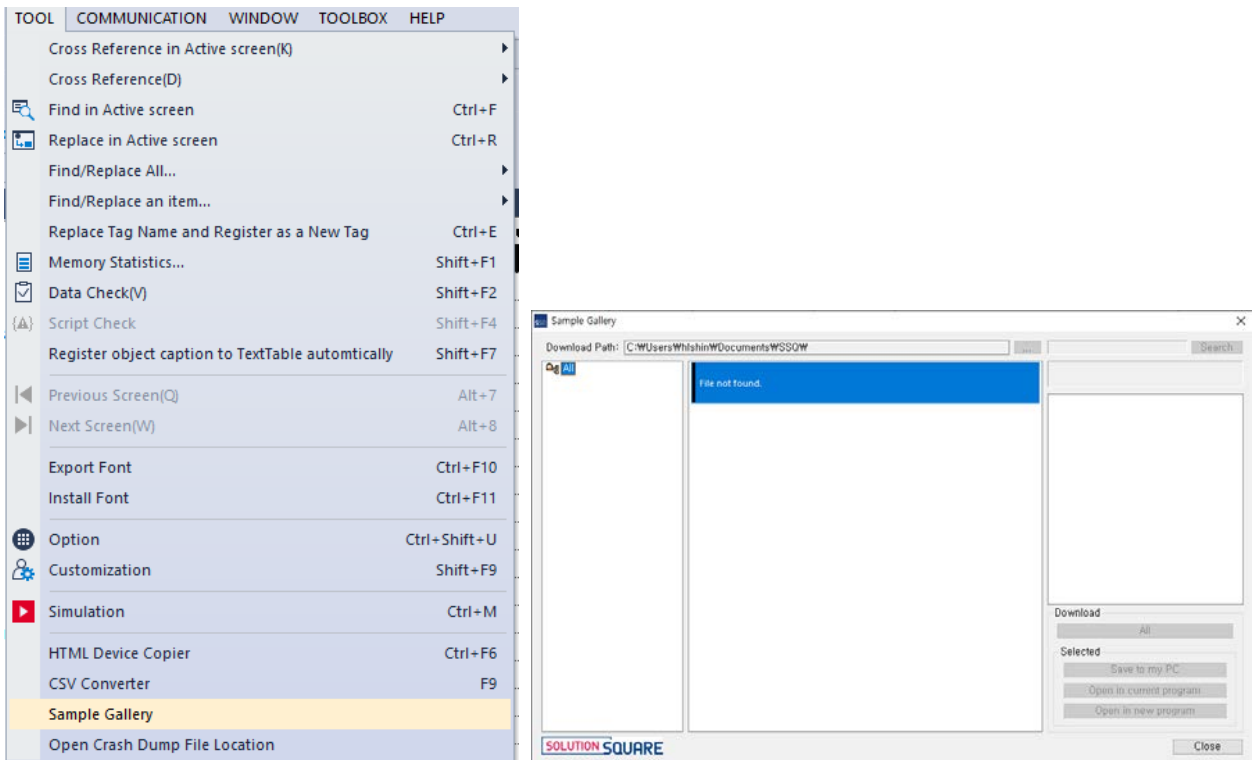 TOOL COMMUNICATION WINDOW TOOLBOX HELP
Cross Reference in Active screen(K)
Cross Reference(D)
Find in Active screen Ctrl+F
Replace in Active screen Ctrl+R
Find/Replace All...
Find/Replace an item...
Replace Tag Name and Register as a New Tag Ctrl+E
Memory Statistics... Shift+F1
Data Check(V) Shift+F2
{A} Script Check Shift+F4
Register object caption to TextTable automtically Shift+F7
Previous Screen(Q) Alt+7
Next Screen(W) Alt+8
Export Font Ctrl+F10
Install Font Ctrl+F11
Option Ctrl+Shift+U
Customization Shift+F9
Simulation Ctrl+M
HTML Device Copier Ctrl+F6
CSV Converter F9
Sample Gallery
Open Crash Dump File Location
Sample Gallery
Download Path: C:₩Users₩hlshin₩Documents₩SSQ₩ ... Search
All
File not found.
Download
All
Selected
Save to my PC
Open in current program
Open in new program
SOLUTION SQUARE
Close